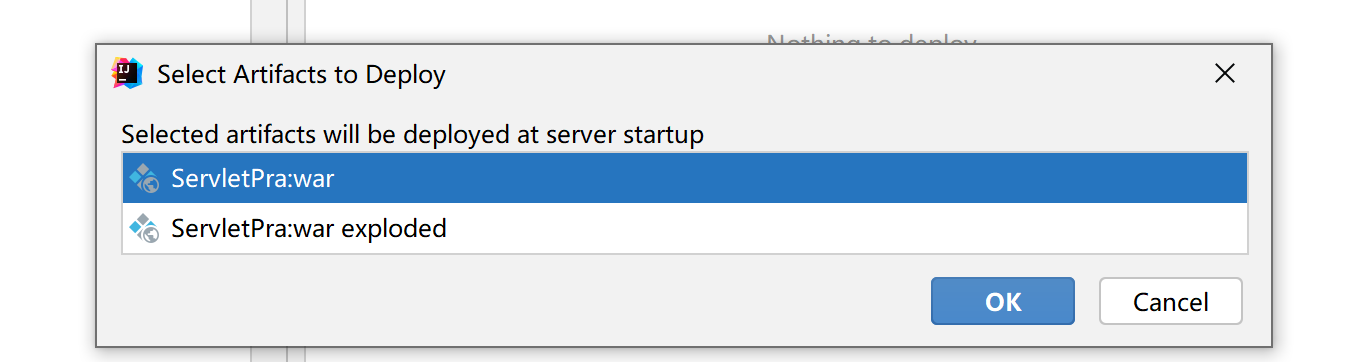 Nothing to deploy
Select Artifacts to Deploy
Selected artifacts will be deployed at server startup
ServletPra:war
ServletPra:war exploded
OK
Cancel